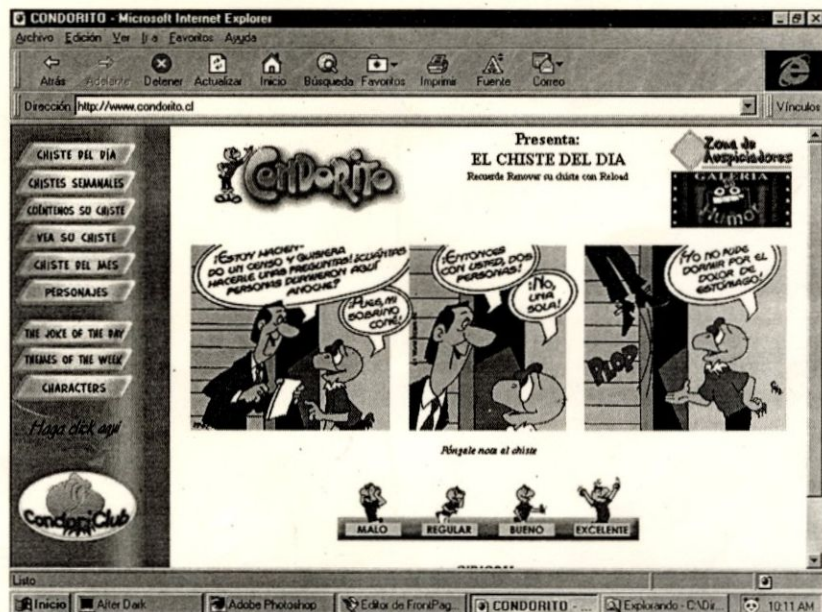 CONDORITO - Microsoft Internet Explorer
Archivo Edición Ver Ir a Favoritos Ayuda
Atrás Adelante Detener Actualizar Inicio Búsqueda Favoritos Imprimir Fuente Correo
Dirección http://www.condorito.cl Vínculos
CHISTE DEL DÍA
CHISTES SEMANALES
CUÉNTENOS SU CHISTE
VEA SU CHISTE
CHISTE DEL MES
PERSONAJES
THE JOKE OF THE DAY
THEMES OF THE WEEK
CHARACTERS
Haga click aquí
CondoriClub
CONDORITO
Presenta:
EL CHISTE DEL DIA
Recuerde Renovar su chiste con Reload
Zona de
Auspiciadores
GALERIA
Humor
¡ESTOY HACIEN-
DO UN CENSO Y QUISIERA
HACERLE UNAS PREGUNTAS! ¿CUÁNTAS
PERSONAS DURMIERON AQUÍ
ANOCHE?
¡PUES, MI
SOBRINO
CONÉ!
¡ENTONCES
CON USTED, DOS
PERSONAS!
¡NO,
UNA
SOLA!
¡YO NO PUDE
DORMIR POR EL
DOLOR DE
ESTÓMAGO!
PLOP
Póngale nota al chiste
MALO REGULAR BUENO EXCELENTE
Listo
Inicio After Dark Adobe Photoshop Editor de FrontPag... CONDORITO - ... Explorando - C:\Dir... 10:11 AM